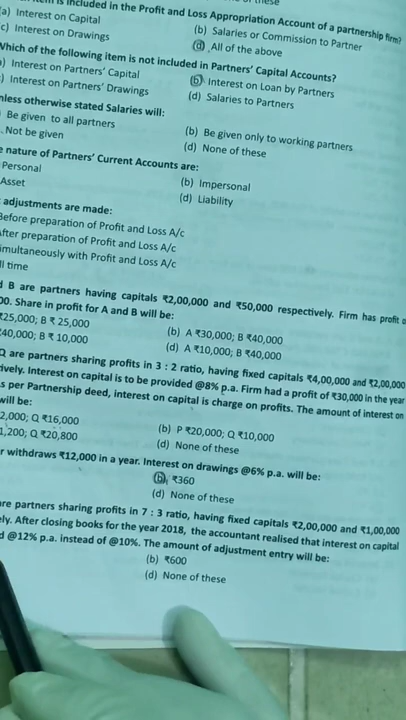 of these
is included in the Profit and Loss Appropriation Account of a partnership firm?
a) Interest on Capital
(b) Salaries or Commission to Partner
c) Interest on Drawings
(d) All of the above
Which of the following item is not included in Partners' Capital Accounts?
) Interest on Partners' Capital
(b) Interest on Loan by Partners
) Interest on Partners' Drawings
(d) Salaries to Partners
nless otherwise stated Salaries will:
Be given to all partners
(b) Be given only to working partners
Not be given
(d) None of these
e nature of Partners' Current Accounts are:
Personal
(b) Impersonal
Asset
(d) Liability
adjustments are made:
Before preparation of Profit and Loss A/c
After preparation of Profit and Loss A/c
imultaneously with Profit and Loss A/c
ll time
d B are partners having capitals ₹2,00,000 and ₹50,000 respectively. Firm has profit o
00. Share in profit for A and B will be:
₹25,000; B ₹ 25,000
(b) A ₹30,000; B ₹40,000
40,000; B ₹ 10,000
(d) A ₹10,000; B ₹40,000
Q are partners sharing profits in 3 : 2 ratio, having fixed capitals ₹4,00,000 and ₹2,00,000
ively. Interest on capital is to be provided @8% p.a. Firm had a profit of ₹30,000 in the year
s per Partnership deed, interest on capital is charge on profits. The amount of interest on
will be:
2,000; Q ₹16,000
(b) P ₹20,000; Q ₹10,000
1,200; Q ₹20,800
(d) None of these
r withdraws ₹12,000 in a year. Interest on drawings @6% p.a. will be:
(b) ₹360
(d) None of these
are partners sharing profits in 7 : 3 ratio, having fixed capitals ₹2,00,000 and ₹1,00,000
ely. After closing books for the year 2018, the accountant realised that interest on capital
d @12% p.a. instead of @10%. The amount of adjustment entry will be:
(b) ₹600
(d) None of these